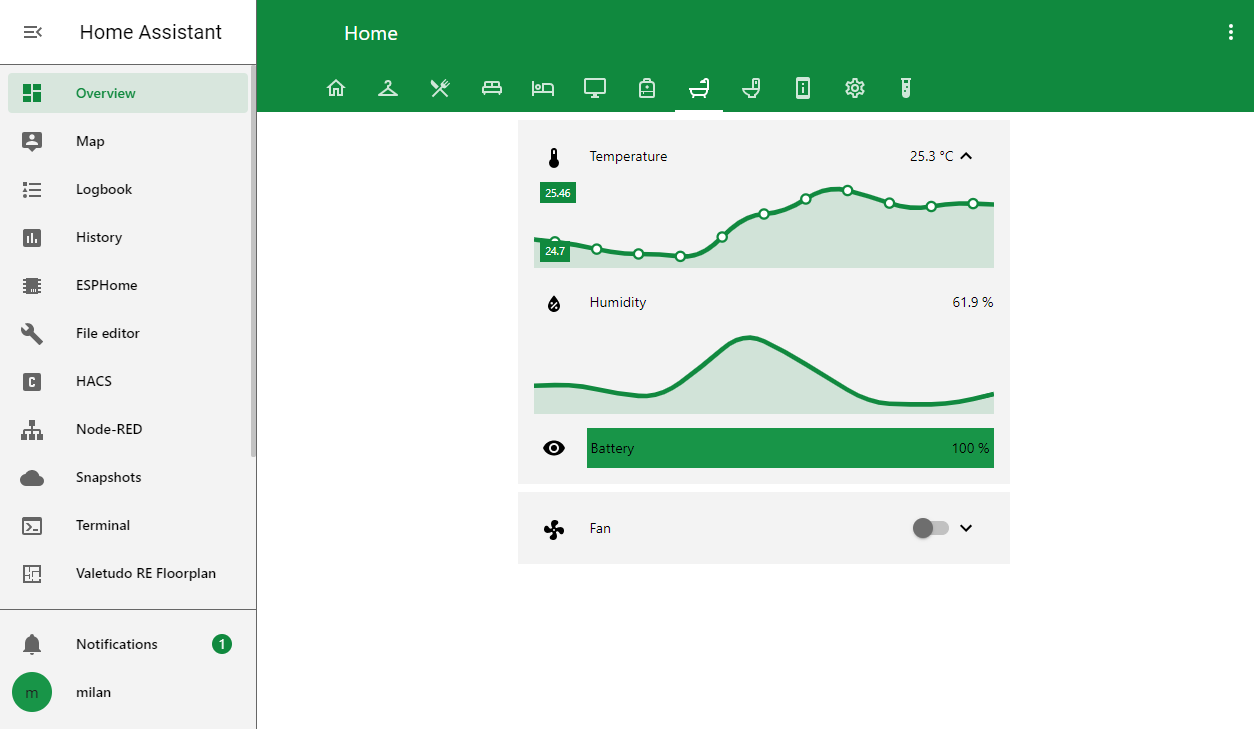 Home Assistant
Home
Overview
Map
Logbook
History
ESPHome
File editor
HACS
Node-RED
Snapshots
Terminal
Valetudo RE Floorplan
Notifications 1
m milan
Temperature 25.3 °C
25.46
24.7
Humidity 61.9 %
Battery 100 %
Fan